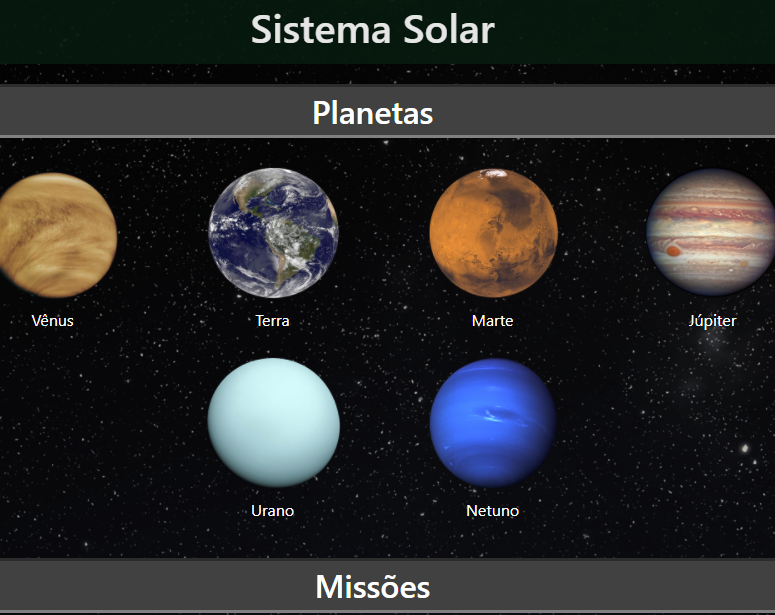 Sistema Solar
Planetas
Vênus Terra Marte Júpiter
Urano Netuno
Missões